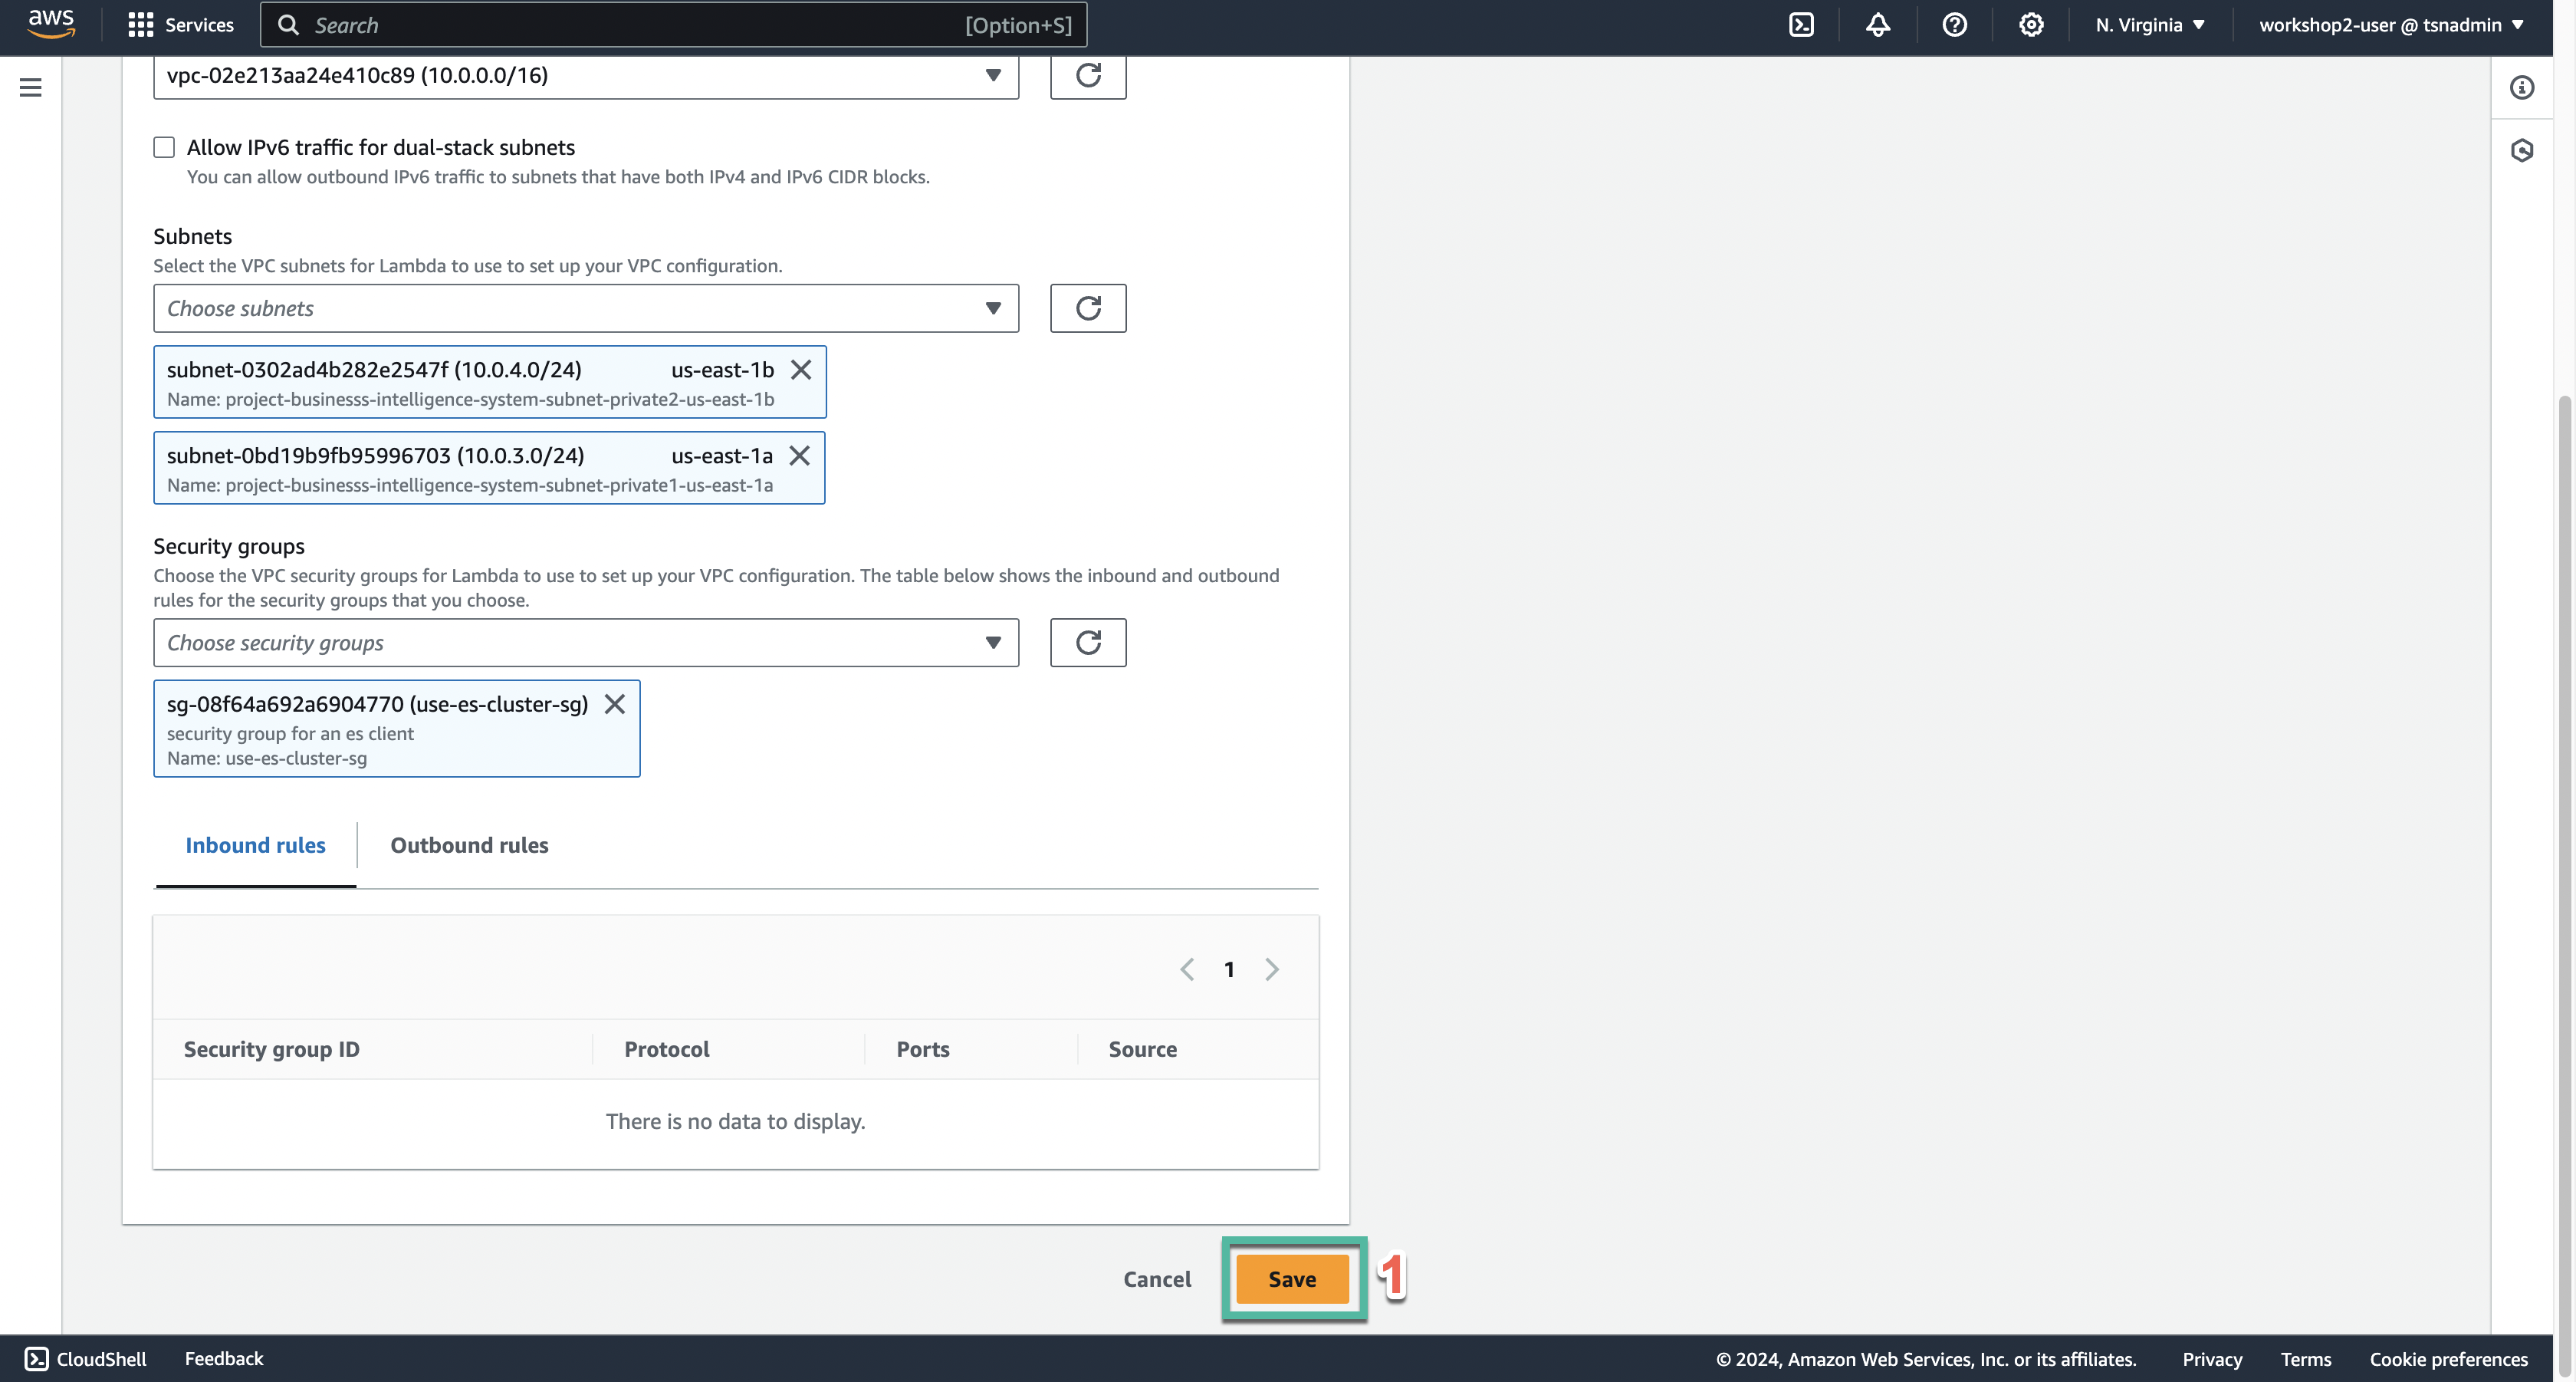 aws
Services
Search
[Option+S]
N. Virginia
workshop2-user @ tsnadmin
vpc-02e213aa24e410c89 (10.0.0.0/16)
Allow IPv6 traffic for dual-stack subnets
You can allow outbound IPv6 traffic to subnets that have both IPv4 and IPv6 CIDR blocks.
Subnets
Select the VPC subnets for Lambda to use to set up your VPC configuration.
Choose subnets
subnet-0302ad4b282e2547f (10.0.4.0/24) us-east-1b
Name: project-businesss-intelligence-system-subnet-private2-us-east-1b
subnet-0bd19b9fb95996703 (10.0.3.0/24) us-east-1a
Name: project-businesss-intelligence-system-subnet-private1-us-east-1a
Security groups
Choose the VPC security groups for Lambda to use to set up your VPC configuration. The table below shows the inbound and outbound
rules for the security groups that you choose.
Choose security groups
sg-08f64a692a6904770 (use-es-cluster-sg)
security group for an es client
Name: use-es-cluster-sg
Inbound rules
Outbound rules
1
Security group ID
Protocol
Ports
Source
There is no data to display.
Cancel
Save
1
CloudShell
Feedback
© 2024, Amazon Web Services, Inc. or its affiliates.
Privacy
Terms
Cookie preferences